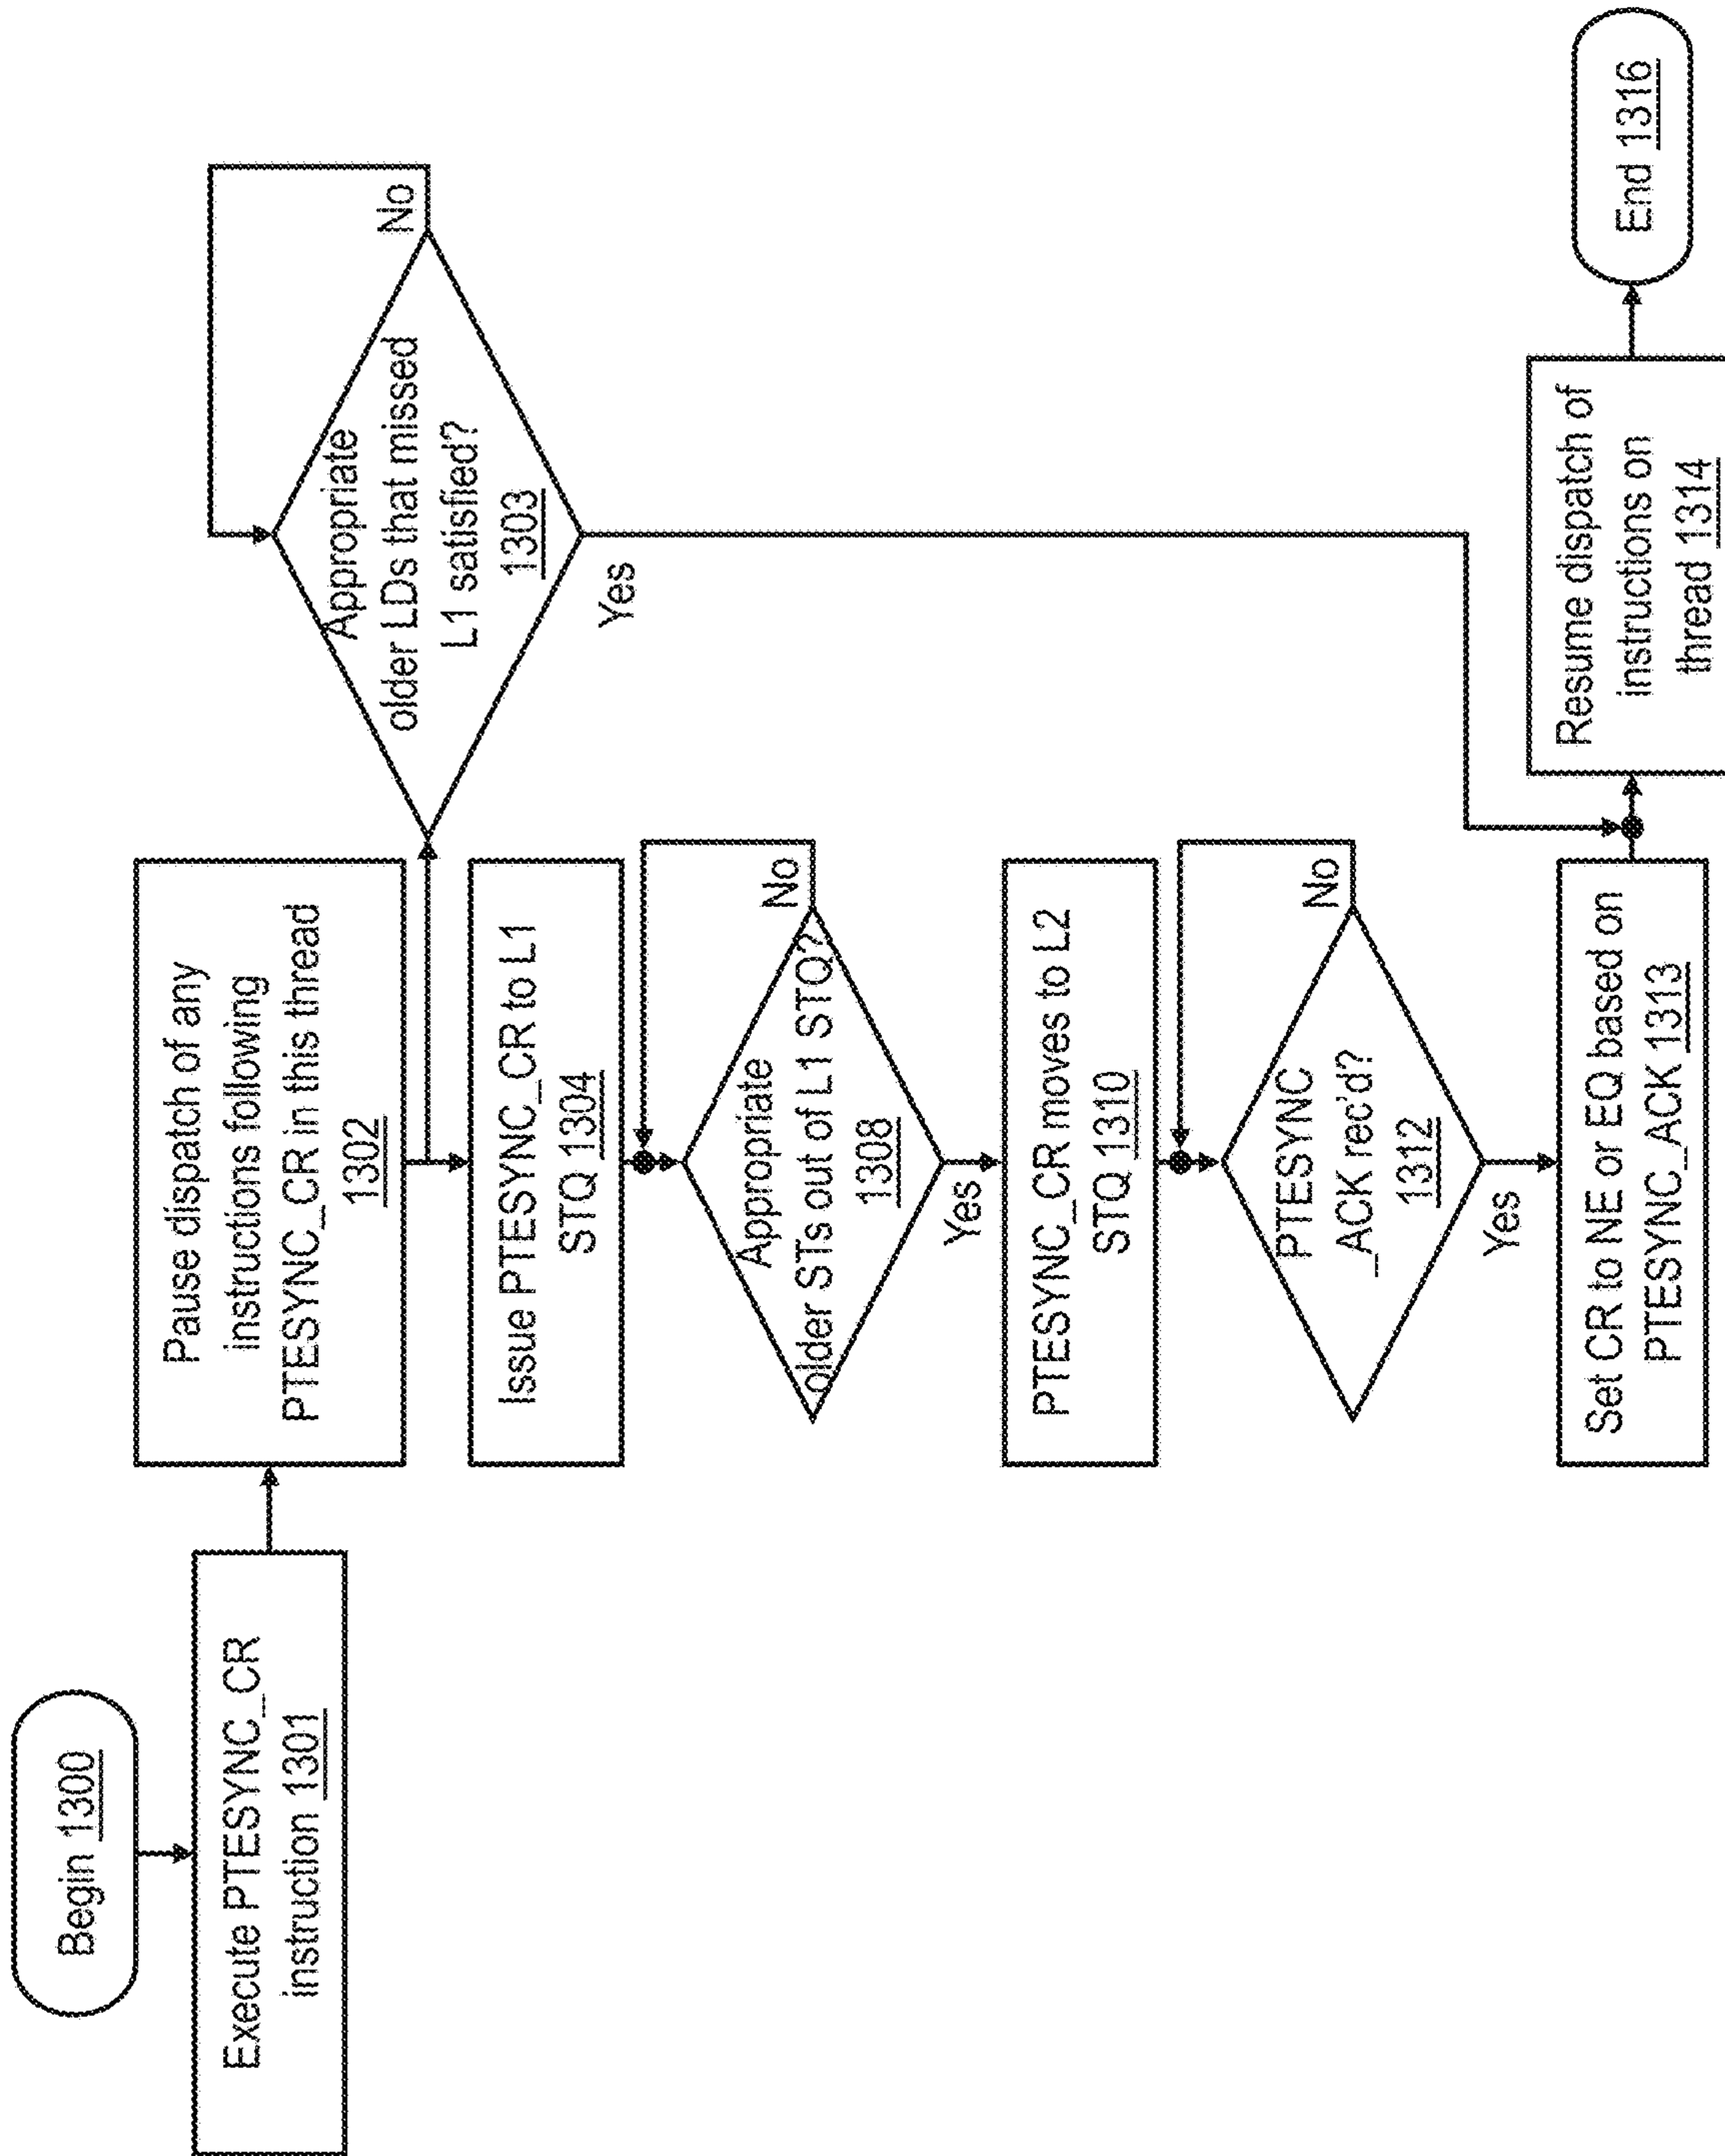 Begin 1300
Execute PTESYNC_CR
instruction 1301
Pause dispatch of any
instructions following
PTESYNC_CR in this thread
1302
Appropriate
older LDs that missed
L1 satisfied?
1303
No
Yes
Issue PTESYNC_CR to L1
STQ 1304
Appropriate
older STs out of L1 STQ?
1308
No
Yes
PTESYNC_CR moves to L2
STQ 1310
PTESYNC
_ACK rec'd?
1312
No
Yes
Set CR to NE or EQ based on
PTESYNC_ACK 1313
Resume dispatch of
instructions on
thread 1314
End 1316